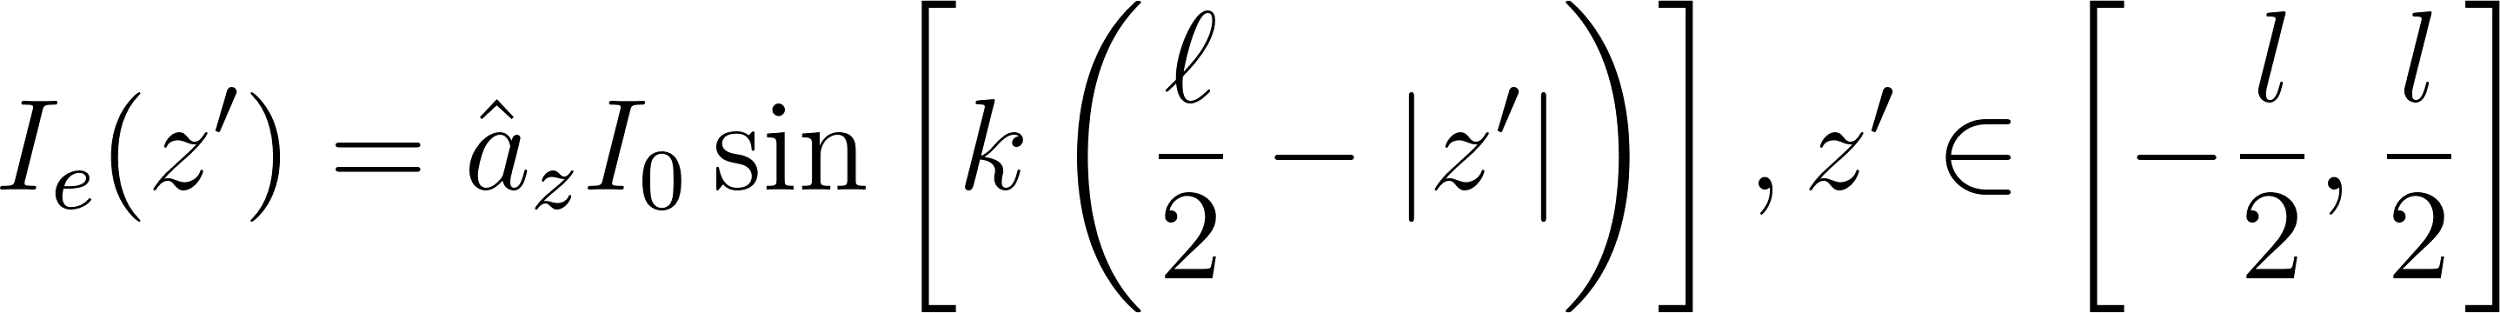 $I_e(z') = \hat{a}_z I_0 \sin \left[ k \left( \frac{\ell}{2} - |z'| \right) \right], z' \in \left[ -\frac{l}{2}, \frac{l}{2} \right]$